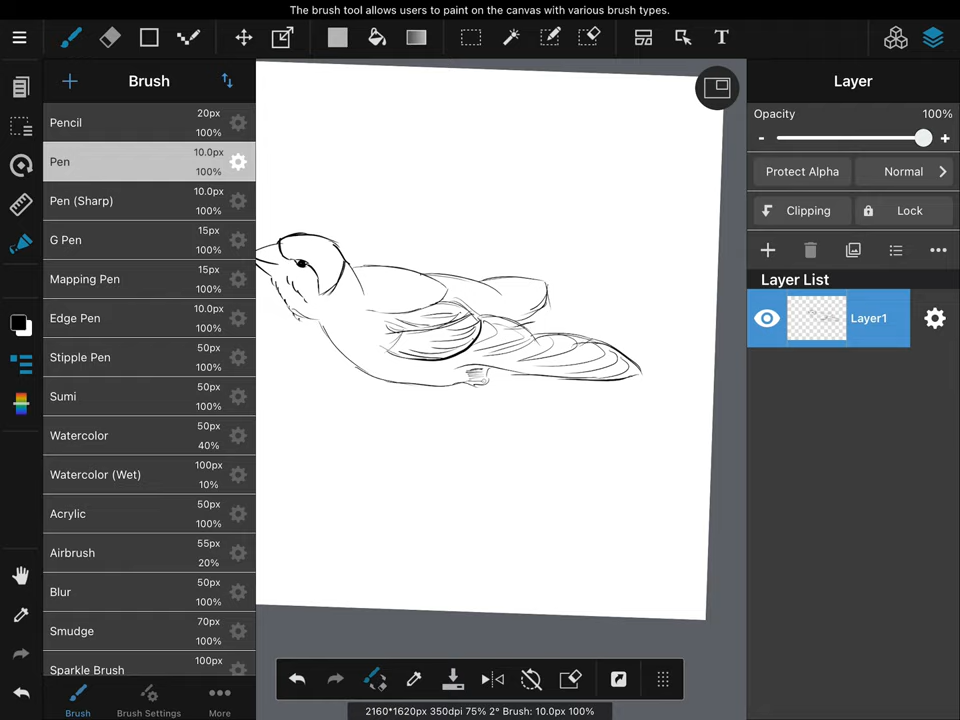 The brush tool allows users to paint on the canvas with various brush types.
T
Brush
Layer
Pencil 20px 100%
Pen 10.0px 100%
Pen (Sharp) 10.0px 100%
G Pen 15px 100%
Mapping Pen 15px 100%
Edge Pen 10.0px 100%
Stipple Pen 50px 100%
Sumi 50px 100%
Watercolor 50px 40%
Watercolor (Wet) 100px 10%
Acrylic 50px 100%
Airbrush 55px 20%
Blur 50px 100%
Smudge 70px 100%
Sparkle Brush 100px
Brush
Brush Settings
More
Opacity 100%
- +
Protect Alpha
Normal
Clipping
Lock
Layer List
Layer1
2160*1620px 350dpi 75% 2° Brush: 10.0px 100%